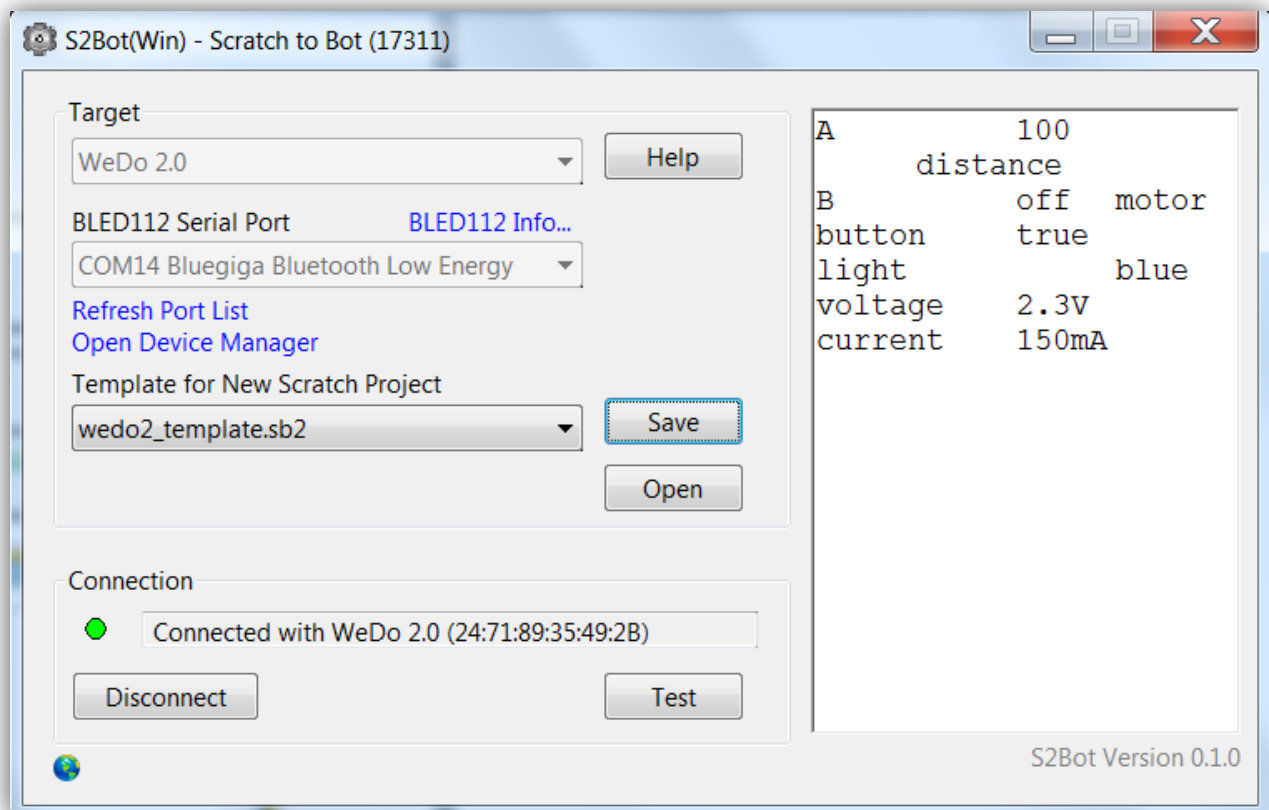 S2Bot(Win) - Scratch to Bot (17311)
Target
WeDo 2.0
Help
BLED112 Serial Port BLED112 Info...
COM14 Bluegiga Bluetooth Low Energy
Refresh Port List
Open Device Manager
Template for New Scratch Project
wedo2_template.sb2
Save
Open
Connection
Connected with WeDo 2.0 (24:71:89:35:49:2B)
Disconnect
Test
A 100
distance
B off motor
button true
light blue
voltage 2.3V
current 150mA
S2Bot Version 0.1.0